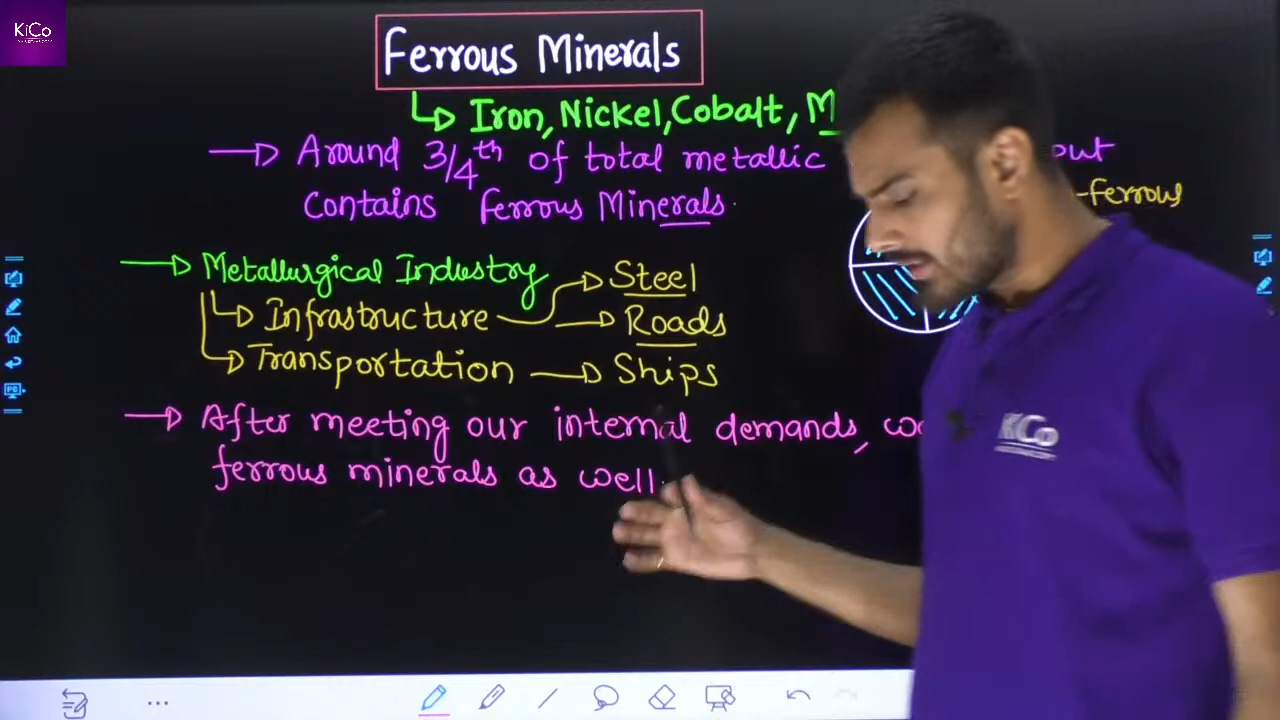 KiCo
Ferrous Minerals
Iron, Nickel, Cobalt, M
Around 3/4th of total metallic out
contains ferrous Minerals.
-ferrous
Metallurgical Industry
Steel
Infrastructure
Roads
Transportation
Ships
After meeting our internal demands,
ferrous minerals as well.
KiCo